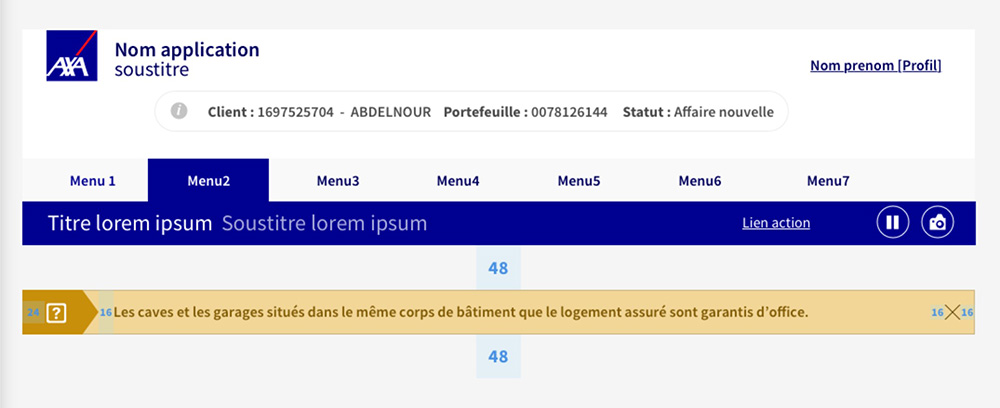 AXA
Nom application
soustitre
Nom prenom [Profil]
i Client : 1697525704 - ABDELNOUR Portefeuille : 0078126144 Statut : Affaire nouvelle
Menu 1 Menu2 Menu3 Menu4 Menu5 Menu6 Menu7
Titre lorem ipsum Soustitre lorem ipsum Lien action
48
24 ? 16 Les caves et les garages situés dans le même corps de bâtiment que le logement assuré sont garantis d’office. 16 16
48